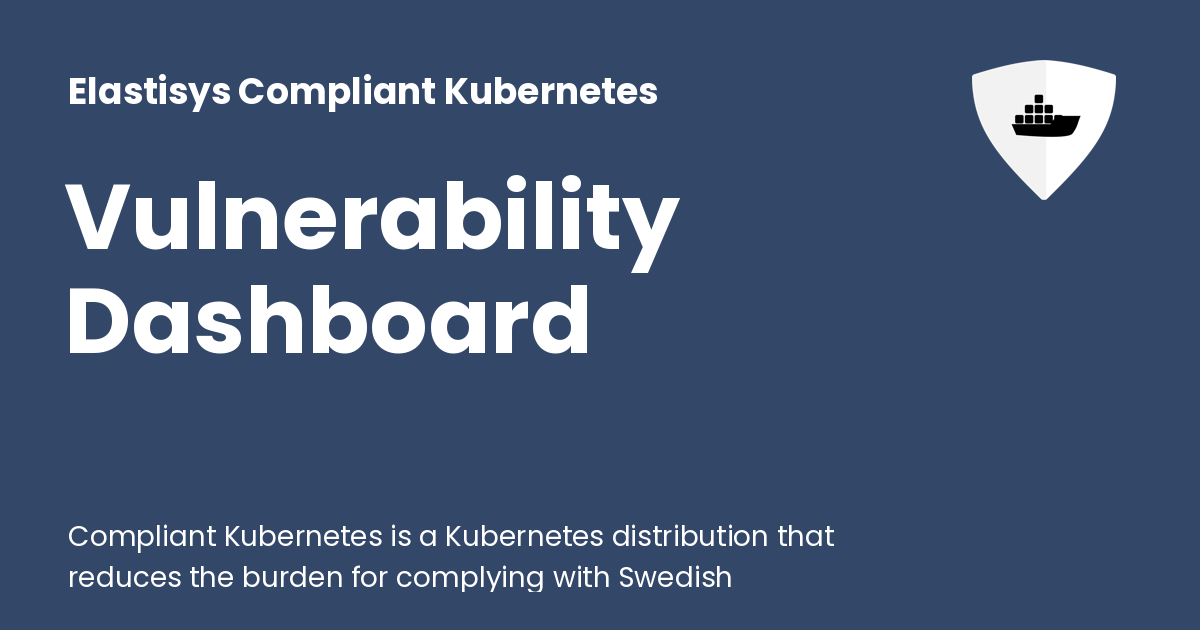 Elastisys Compliant Kubernetes
Vulnerability
Dashboard
Compliant Kubernetes is a Kubernetes distribution that
reduces the burden for complying with Swedish